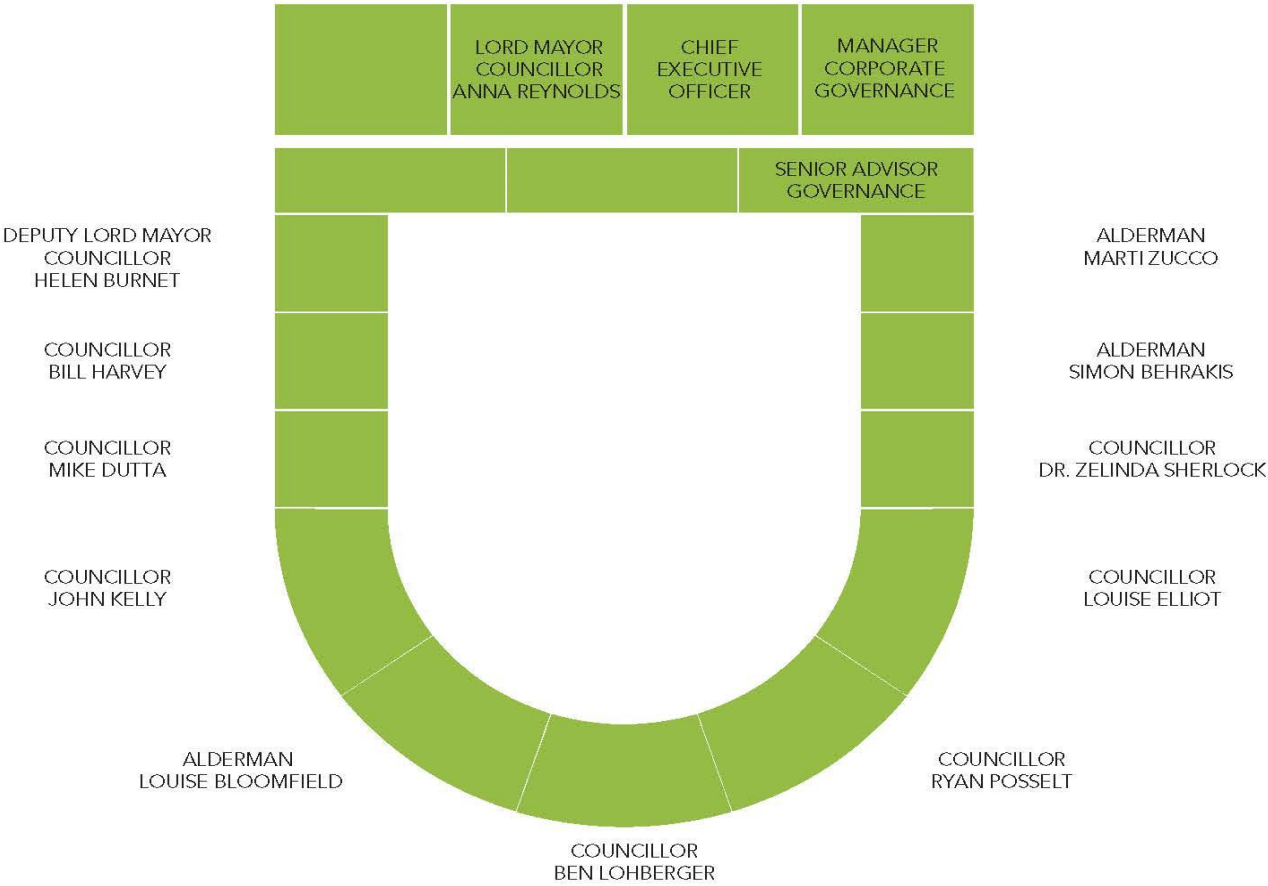 LORD MAYOR
COUNCILLOR
ANNA REYNOLDS
CHIEF
EXECUTIVE
OFFICER
MANAGER
CORPORATE
GOVERNANCE
SENIOR ADVISOR
GOVERNANCE
DEPUTY LORD MAYOR
COUNCILLOR
HELEN BURNET
ALDERMAN
MARTI ZUCCO
COUNCILLOR
BILL HARVEY
ALDERMAN
SIMON BEHRAKIS
COUNCILLOR
MIKE DUTTA
COUNCILLOR
DR. ZELINDA SHERLOCK
COUNCILLOR
JOHN KELLY
COUNCILLOR
LOUISE ELLIOT
ALDERMAN
LOUISE BLOOMFIELD
COUNCILLOR
RYAN POSSELT
COUNCILLOR
BEN LOHBERGER